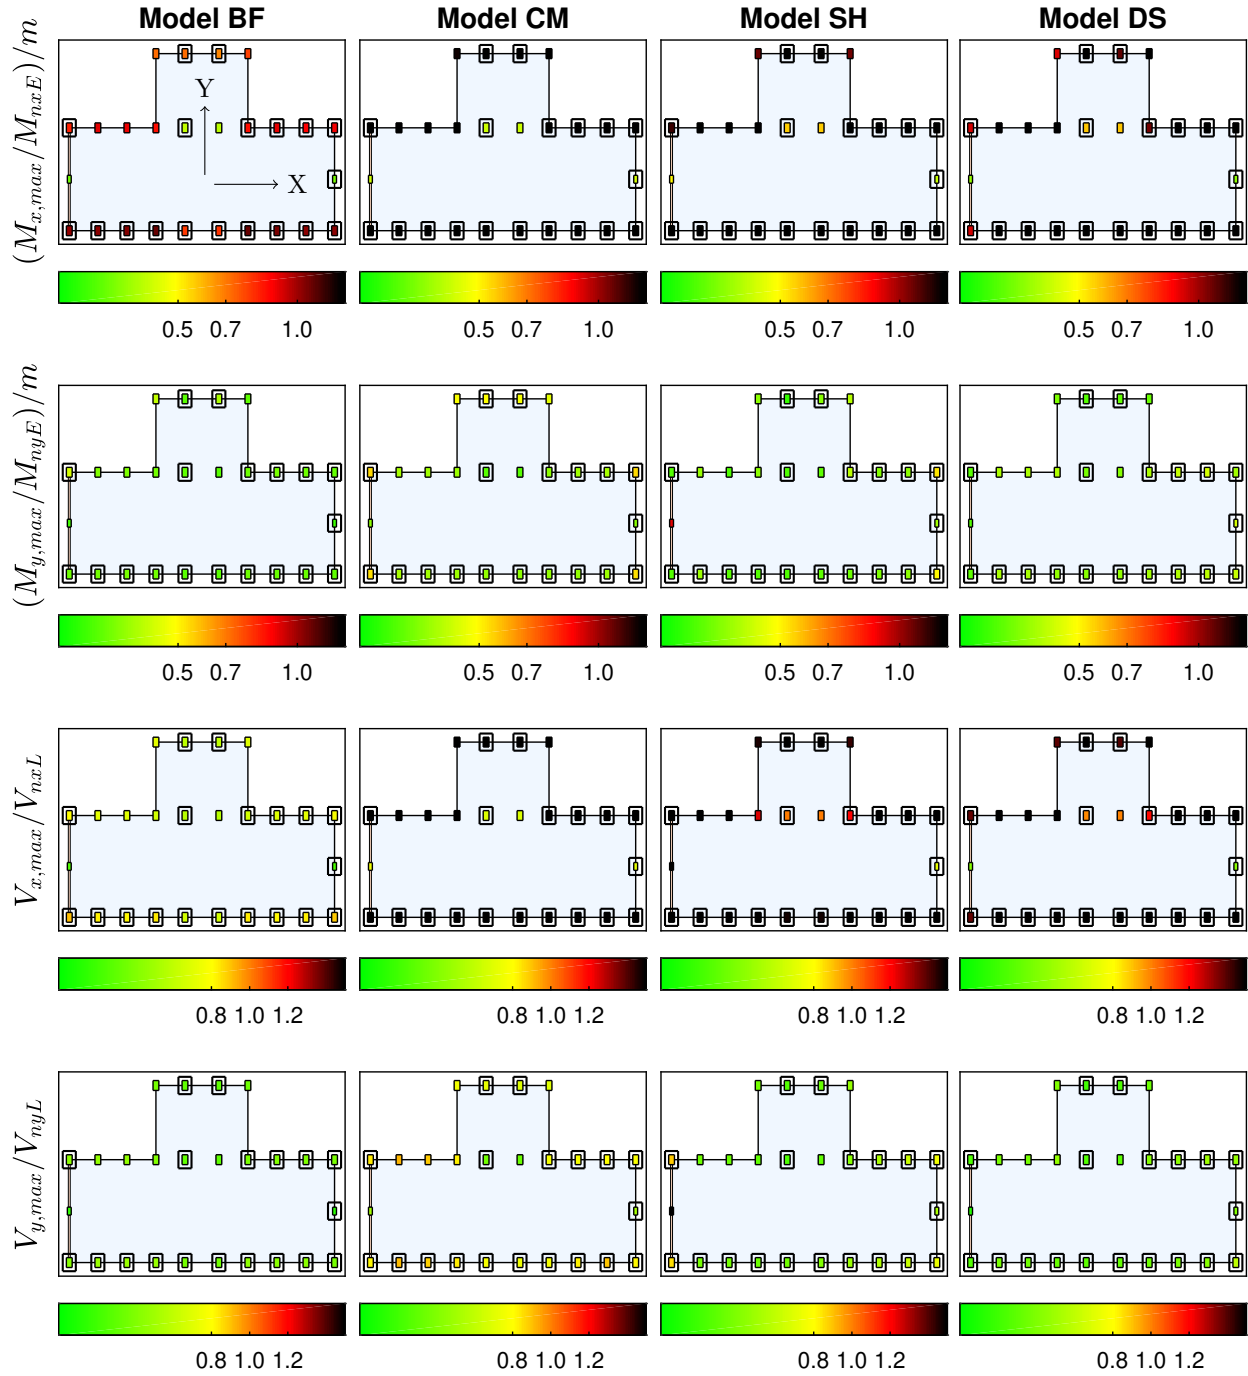 Model BF Model CM Model SH Model DS
(M_{x,max}/M_{nxE})/m
Y
X
0.5 0.7 1.0 0.5 0.7 1.0 0.5 0.7 1.0 0.5 0.7 1.0
(M_{y,max}/M_{nyE})/m
0.5 0.7 1.0 0.5 0.7 1.0 0.5 0.7 1.0 0.5 0.7 1.0
V_{x,max}/V_{nxL}
0.8 1.0 1.2 0.8 1.0 1.2 0.8 1.0 1.2 0.8 1.0 1.2
V_{y,max}/V_{nyL}
0.8 1.0 1.2 0.8 1.0 1.2 0.8 1.0 1.2 0.8 1.0 1.2